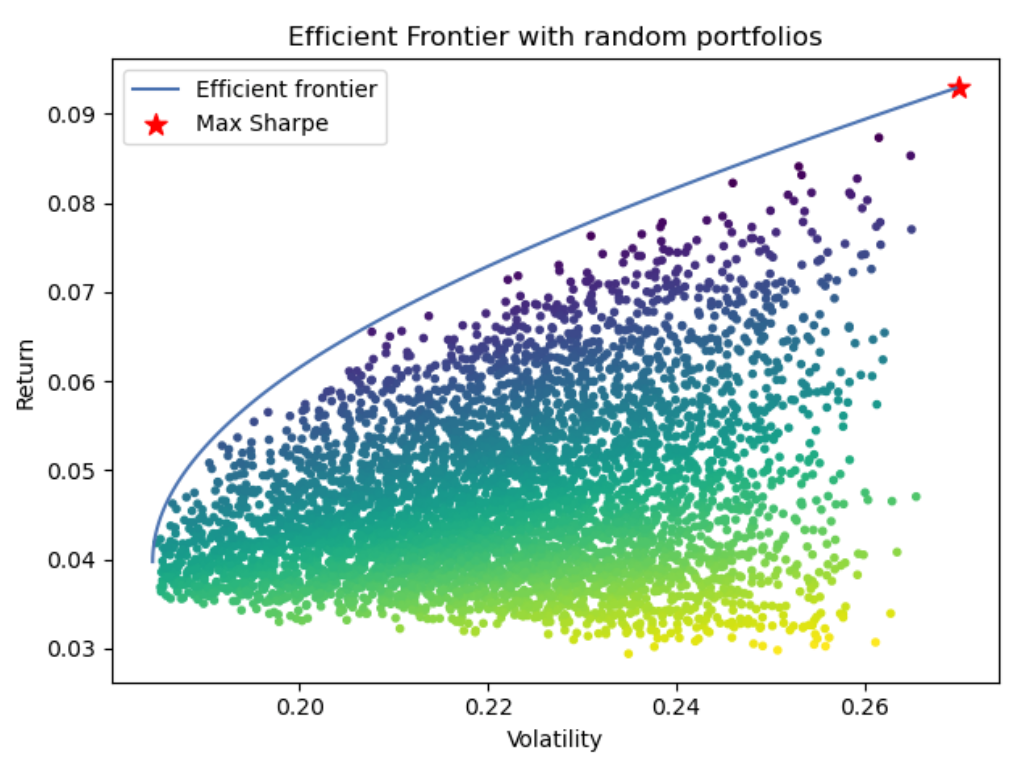 Efficient Frontier with random portfolios
Efficient frontier
Max Sharpe
Return
0.09
0.08
0.07
0.06
0.05
0.04
0.03
0.20 0.22 0.24 0.26
Volatility